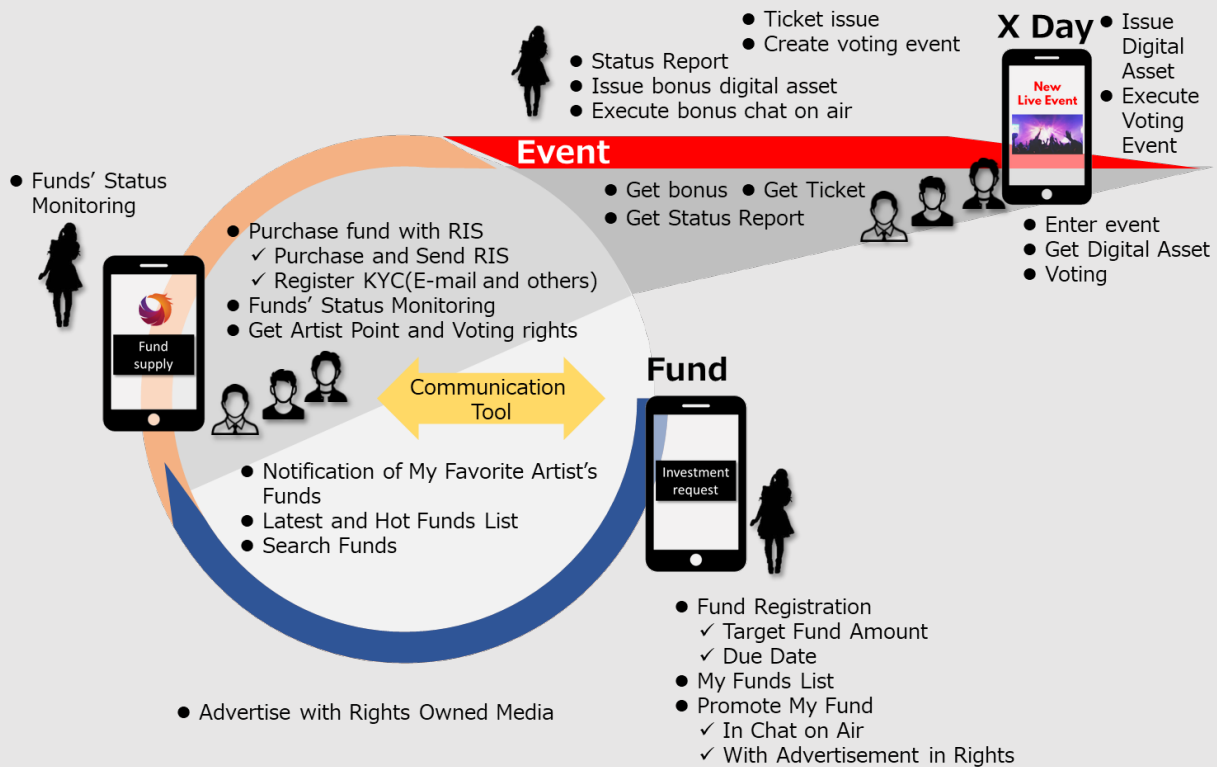 ● Ticket issue
● Create voting event
● Status Report
● Issue bonus digital asset
● Execute bonus chat on air
X Day
● Issue
Digital
Asset
● Execute
Voting
Event
New
Live Event
Event
● Get bonus ● Get Ticket
● Get Status Report
● Enter event
● Get Digital Asset
● Voting
● Funds’ Status
Monitoring
Fund
supply
● Purchase fund with RIS
✓ Purchase and Send RIS
✓ Register KYC(E-mail and others)
● Funds’ Status Monitoring
● Get Artist Point and Voting rights
Communication
Tool
Fund
Investment
request
● Notification of My Favorite Artist’s
Funds
● Latest and Hot Funds List
● Search Funds
● Fund Registration
✓ Target Fund Amount
✓ Due Date
● My Funds List
● Promote My Fund
✓ In Chat on Air
✓ With Advertisement in Rights
● Advertise with Rights Owned Media